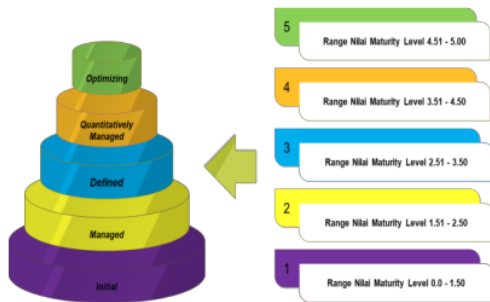 Optimizing
Quantitatively
Managed
Defined
Managed
Initial
5
Range Nilai Maturity Level 4.51 - 5.00
4
Range Nilai Maturity Level 3.51 - 4.50
3
Range Nilai Maturity Level 2.51 - 3.50
2
Range Nilai Maturity Level 1.51 - 2.50
1
Range Nilai Maturity Level 0.0 - 1.50